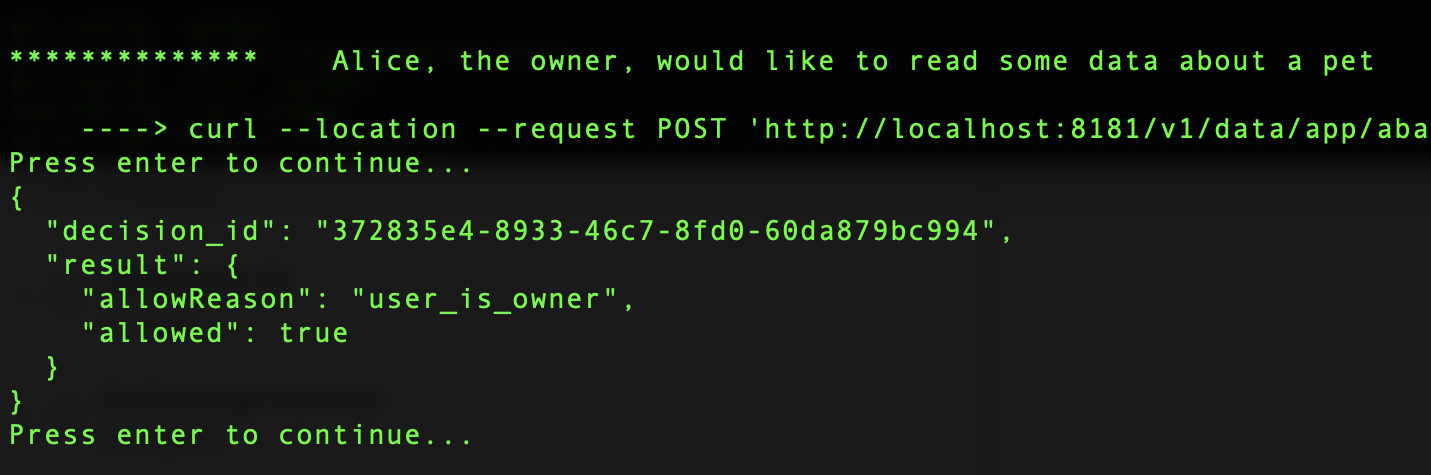 **************    Alice, the owner, would like to read some data about a pet
----> curl --location --request POST 'http://localhost:8181/v1/data/app/aba
Press enter to continue...
{
  "decision_id": "372835e4-8933-46c7-8fd0-60da879bc994",
  "result": {
    "allowReason": "user_is_owner",
    "allowed": true
  }
}
Press enter to continue...